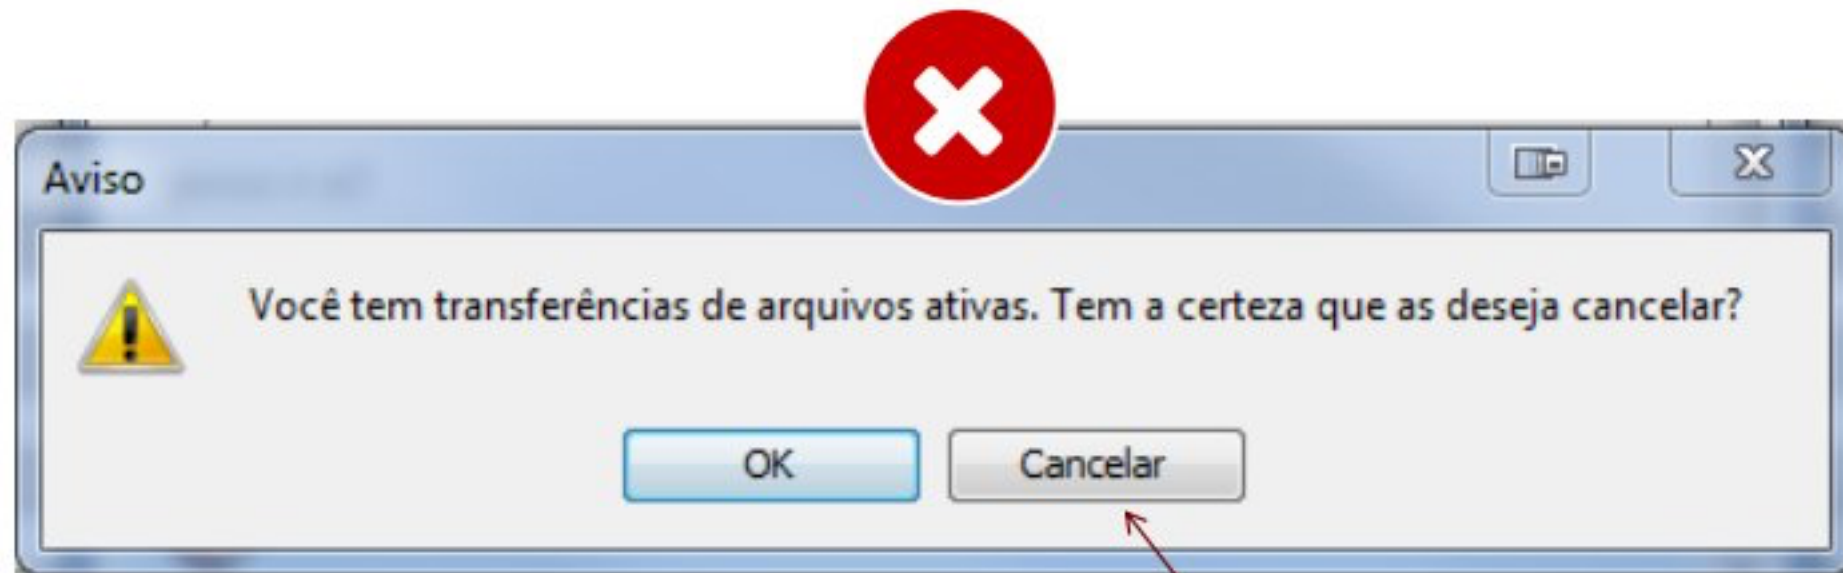 Aviso
Você tem transferências de arquivos ativas. Tem a certeza que as deseja cancelar?
OK
Cancelar